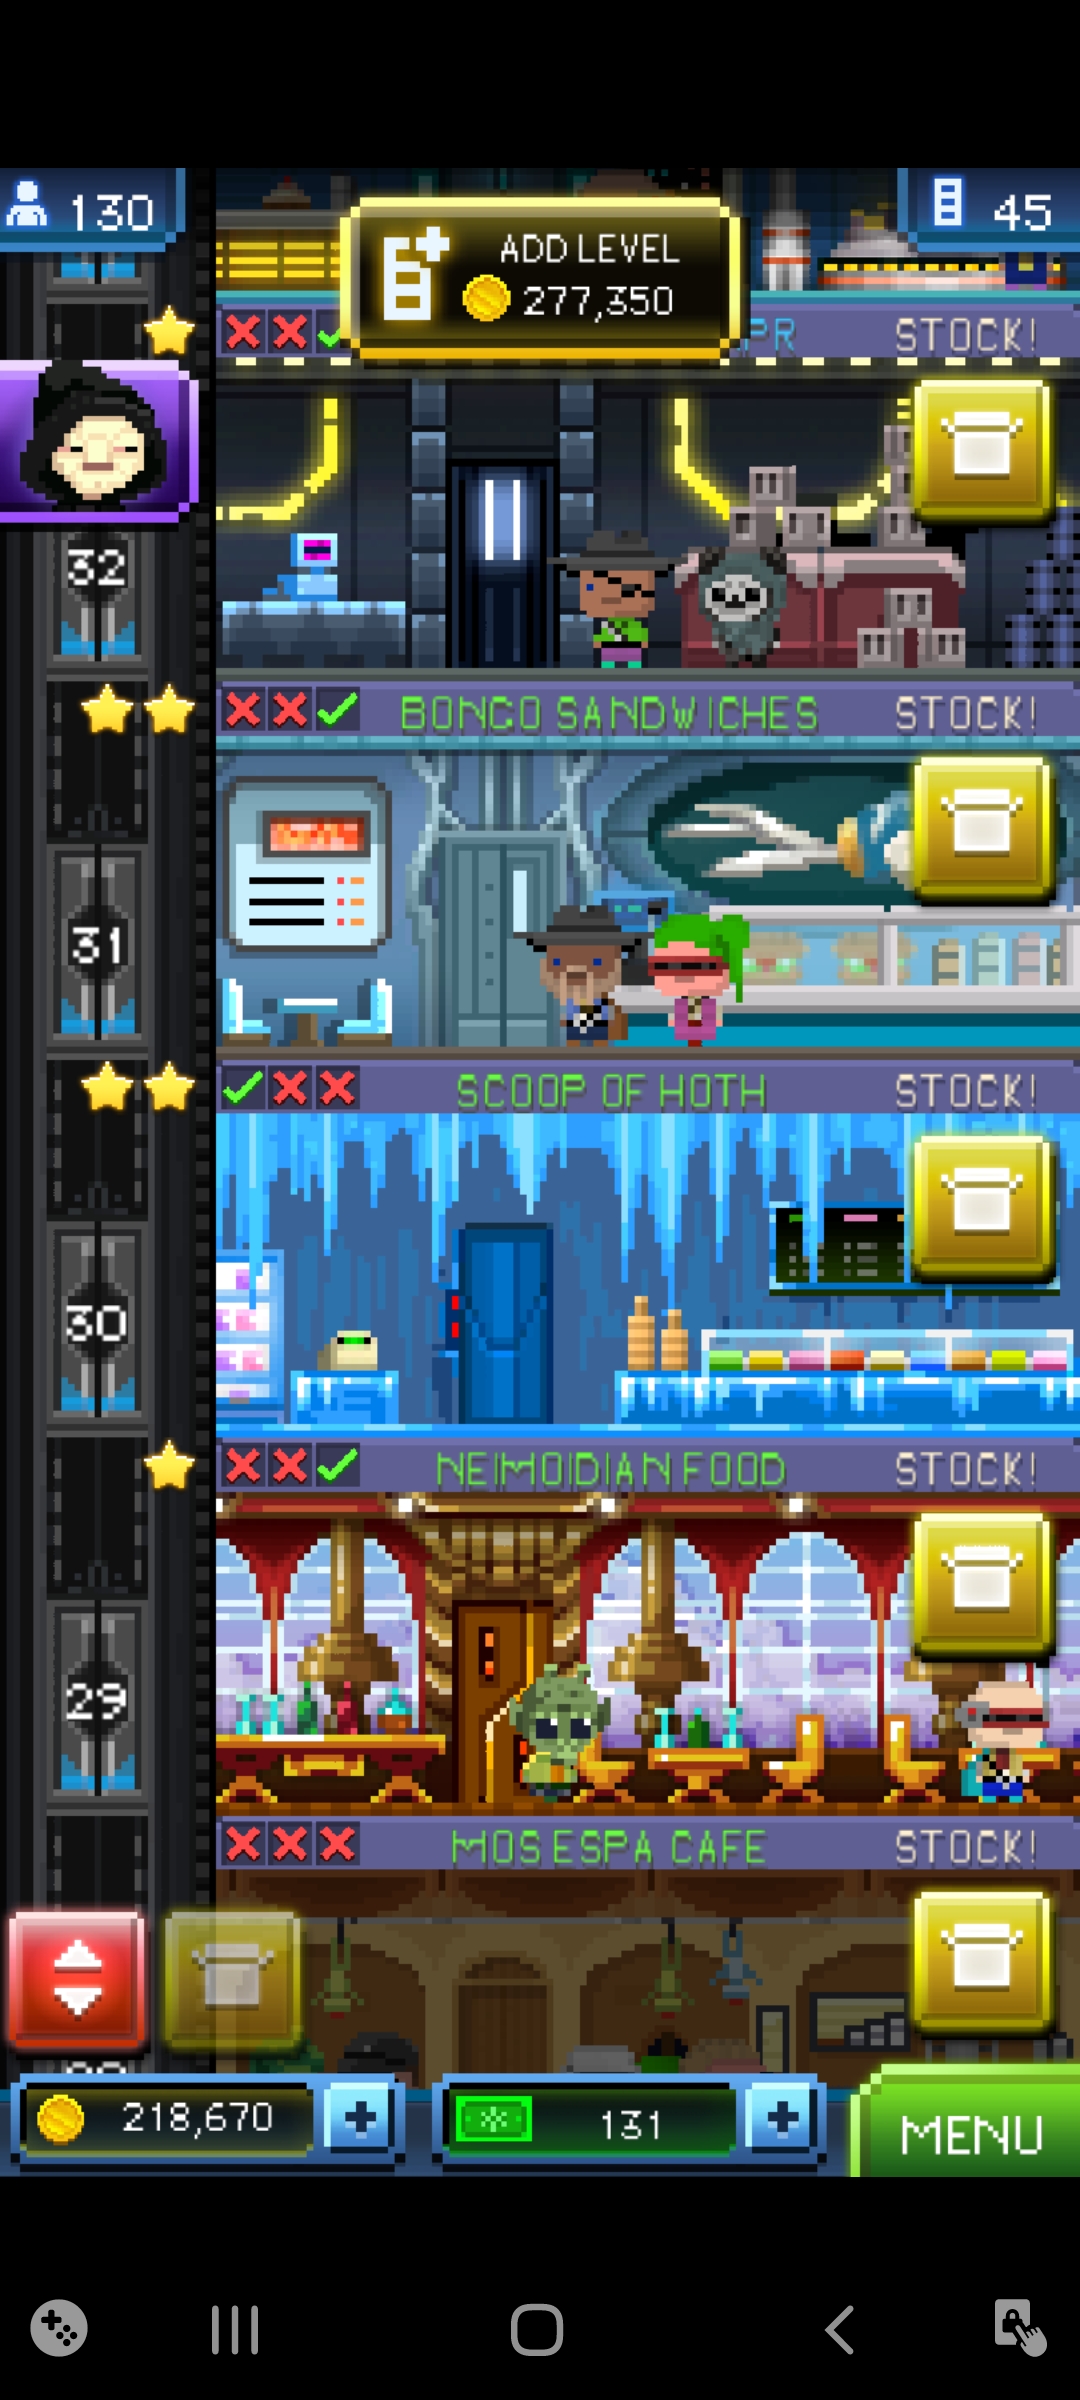 130
45
ADD LEVEL
277,350
PR STOCK!
32
BONGO SANDWICHES STOCK!
31
SCOOP OF HOTH STOCK!
30
NEIMOIDIAN FOOD STOCK!
29
MOS ESPA CAFE STOCK!
218,670
131
MENU